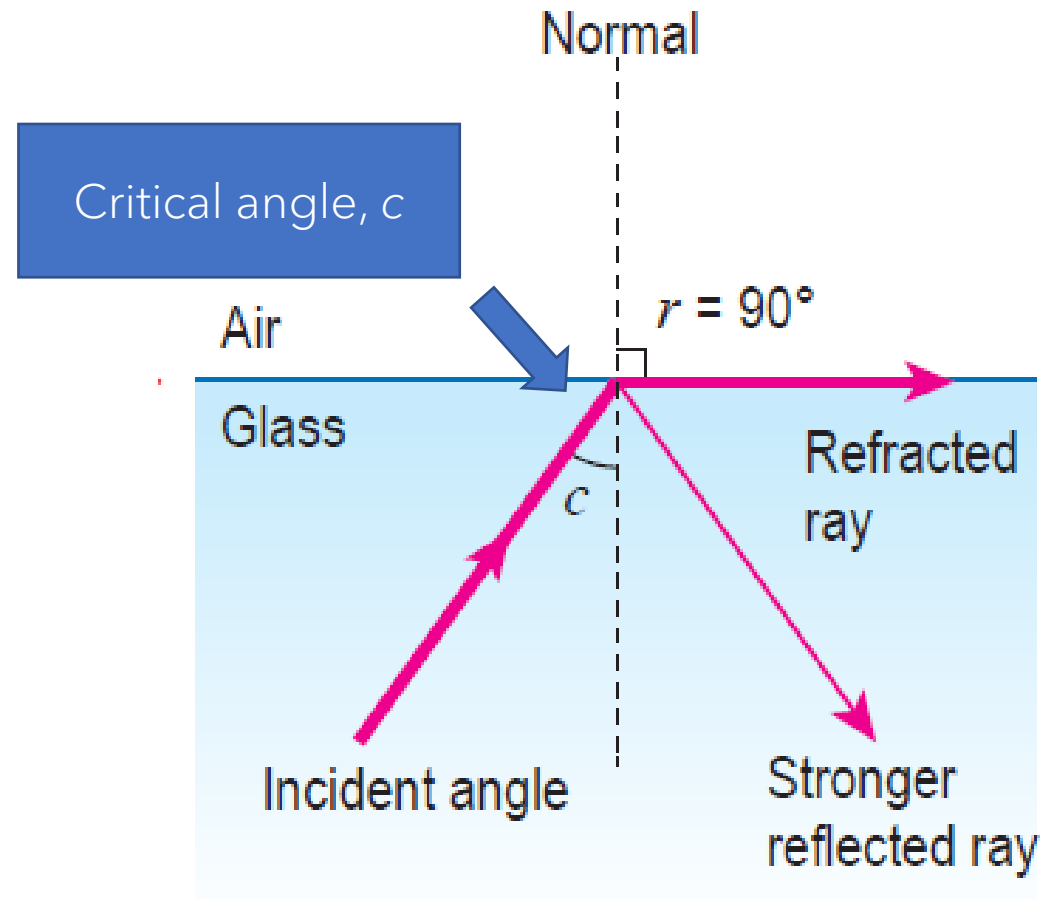 Normal
Critical angle, c
r = 90°
Air
Glass
c
Refracted
ray
Incident angle
Stronger
reflected ray